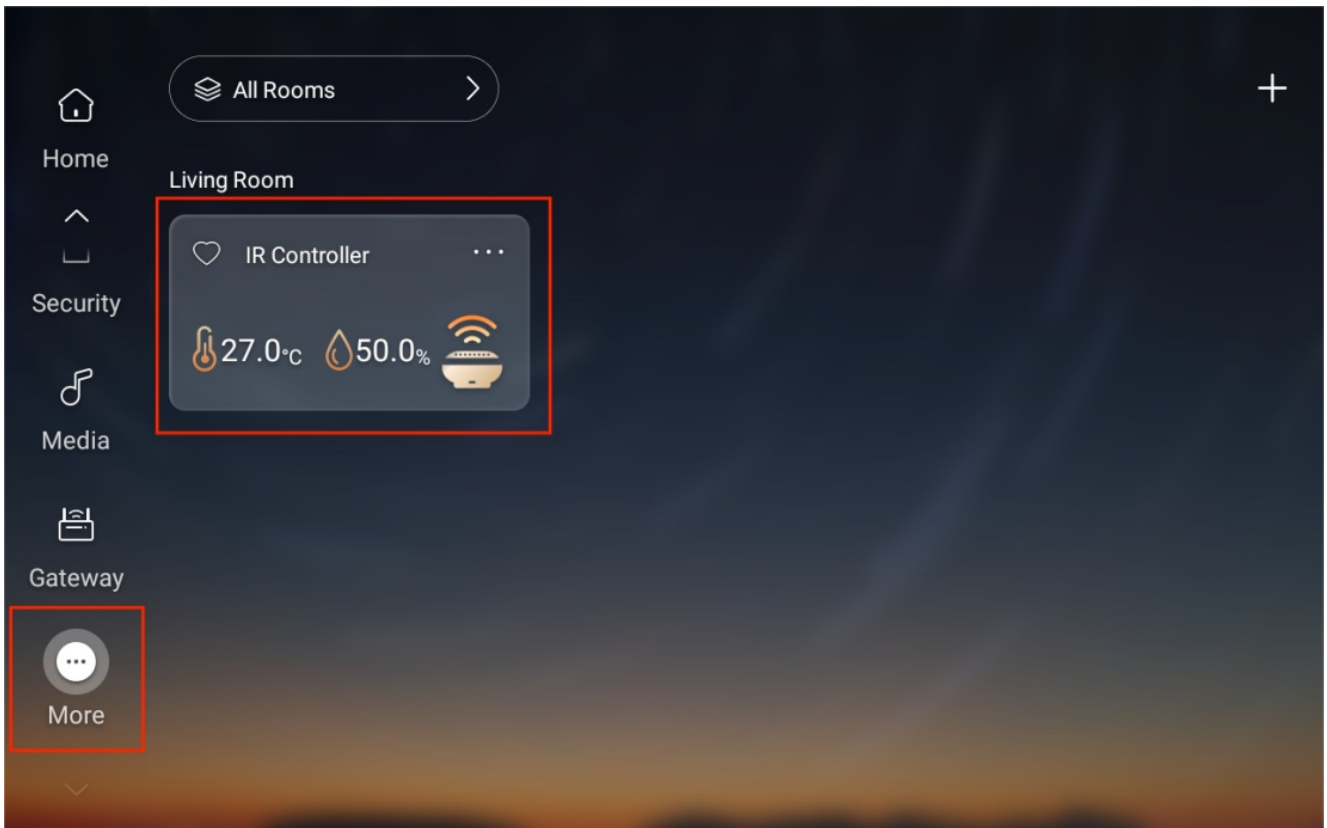 All Rooms
Home
Living Room
IR Controller
Security
27.0°C 50.0%
Media
Gateway
More